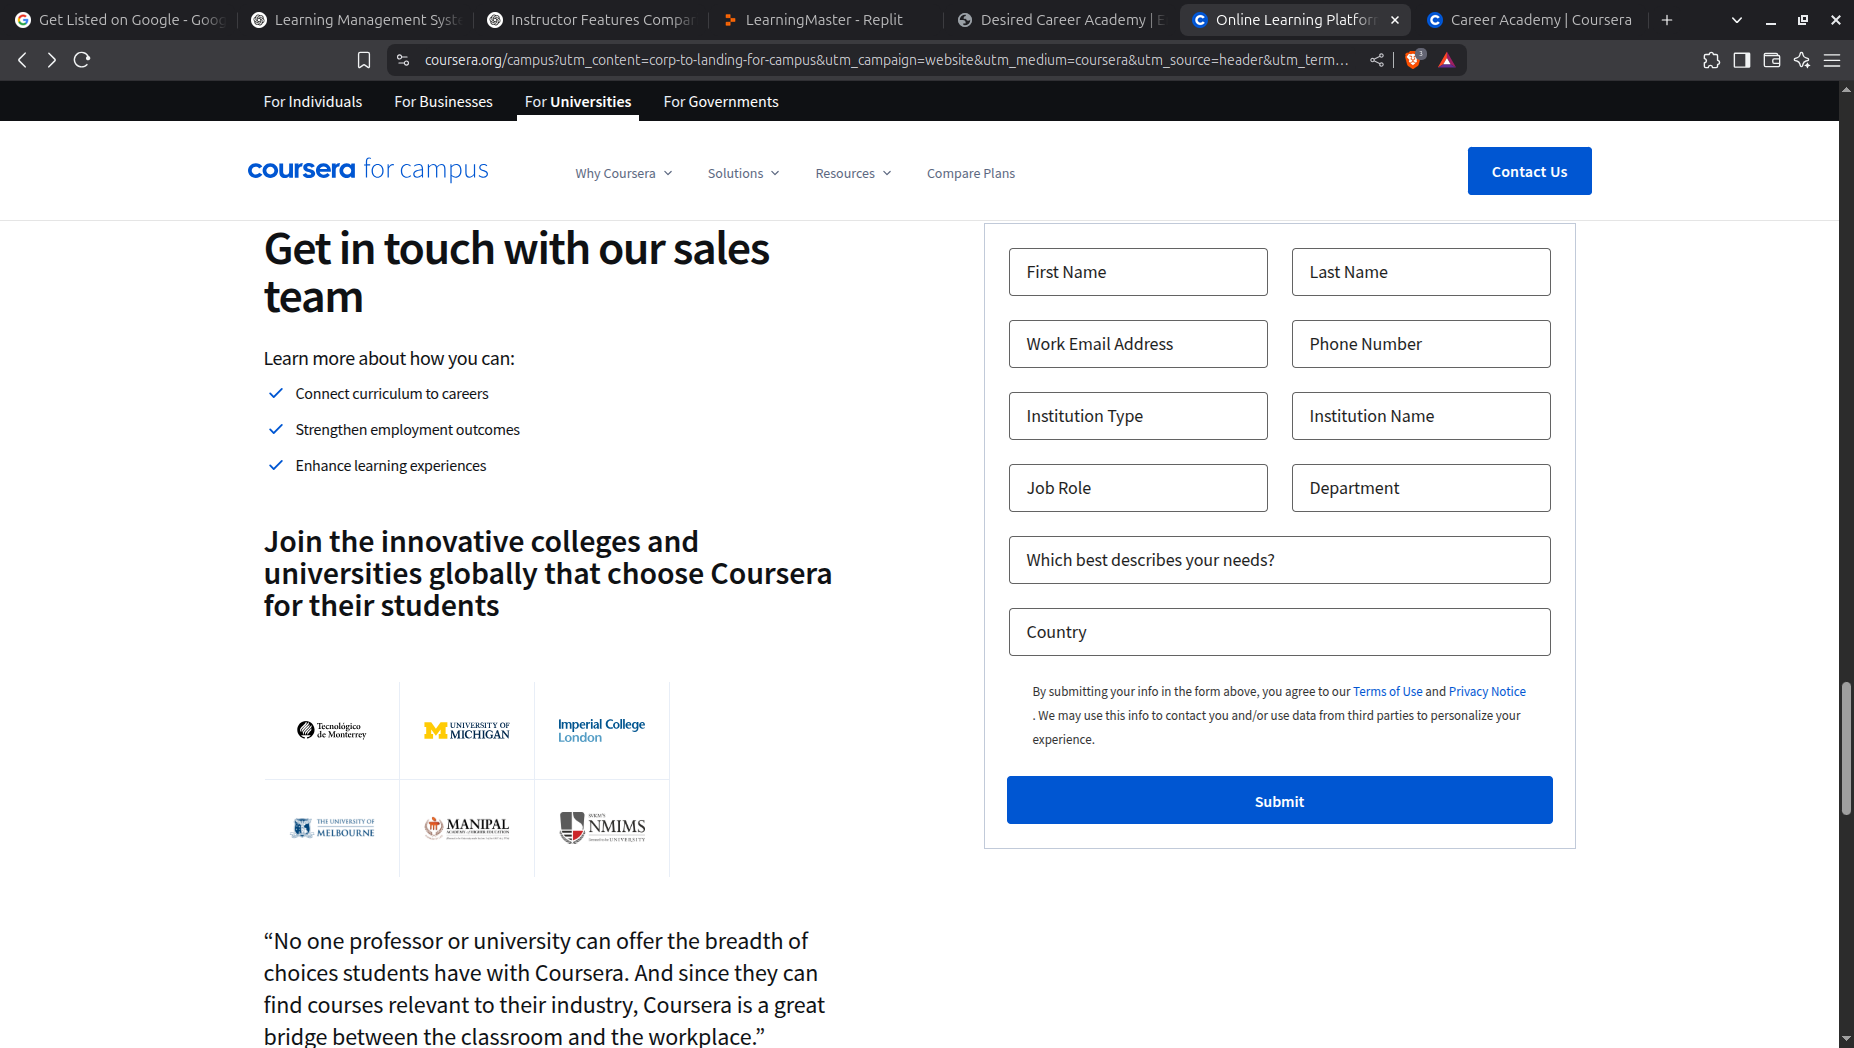 Get Listed on Google - Goog
Learning Management Syste
Instructor Features Compar
LearningMaster - Replit
Desired Career Academy | E
Online Learning Platfor
Career Academy | Coursera
coursera.org/campus?utm_content=corp-to-landing-for-campus&utm_campaign=website&utm_medium=coursera&utm_source=header&utm_term...
3
For Individuals
For Businesses
For Universities
For Governments
coursera for campus
Why Coursera
Solutions
Resources
Compare Plans
Contact Us
Get in touch with our sales
team
Learn more about how you can:
Connect curriculum to careers
Strengthen employment outcomes
Enhance learning experiences
Join the innovative colleges and
universities globally that choose Coursera
for their students
Tecnológico
de Monterrey
M UNIVERSITY OF
MICHIGAN
Imperial College
London
THE UNIVERSITY OF
MELBOURNE
MANIPAL
SVKM'S
NMIMS
“No one professor or university can offer the breadth of
choices students have with Coursera. And since they can
find courses relevant to their industry, Coursera is a great
bridge between the classroom and the workplace.”
First Name
Last Name
Work Email Address
Phone Number
Institution Type
Institution Name
Job Role
Department
Which best describes your needs?
Country
By submitting your info in the form above, you agree to our Terms of Use and Privacy Notice
. We may use this info to contact you and/or use data from third parties to personalize your
experience.
Submit